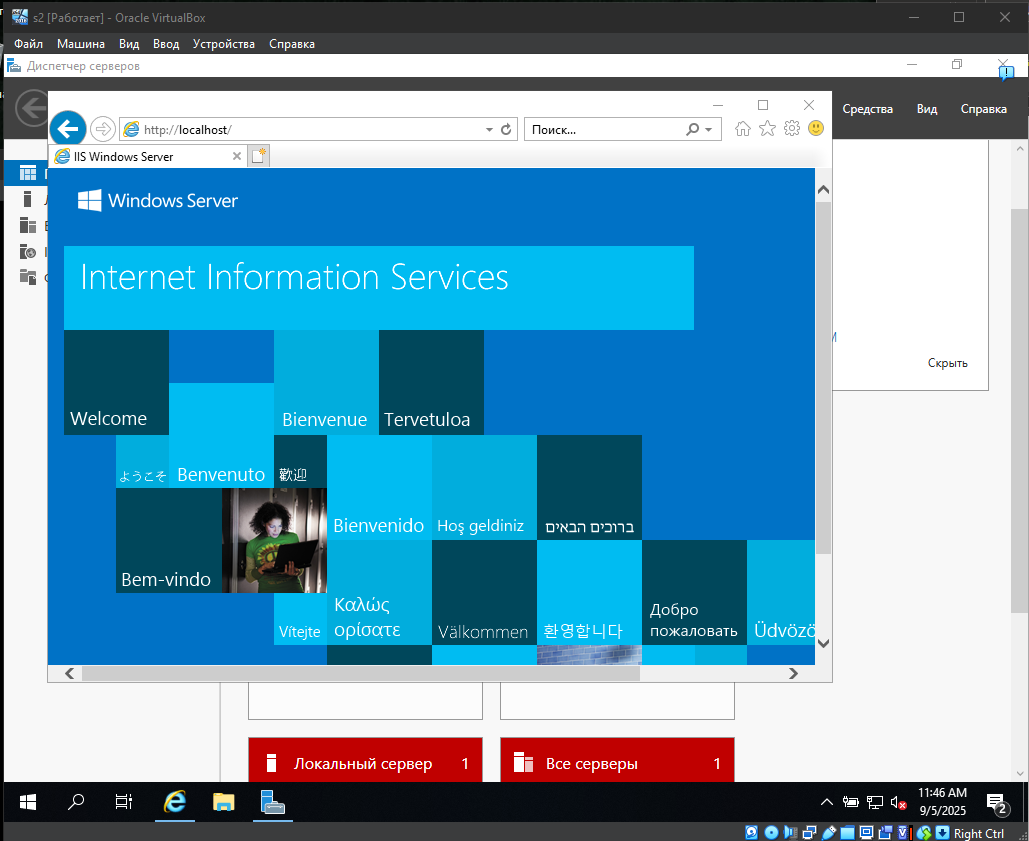 s2 [Работает] - Oracle VirtualBox
Файл Машина Вид Ввод Устройства Справка
Диспетчер серверов
Средства Вид Справка
http://localhost/
Поиск...
IIS Windows Server
Windows Server
Internet Information Services
Welcome
Bienvenue
Tervetuloa
ようこそ
Benvenuto
歡迎
Bienvenido
Hoş geldiniz
ברוכים הבאים
Bem-vindo
Vítejte
Καλώς
ορίσατε
Välkommen
환영합니다
Добро
пожаловать
Üdvözö
Скрыть
Локальный сервер 1
Все серверы 1
11:46 AM
9/5/2025
2
Right Ctrl